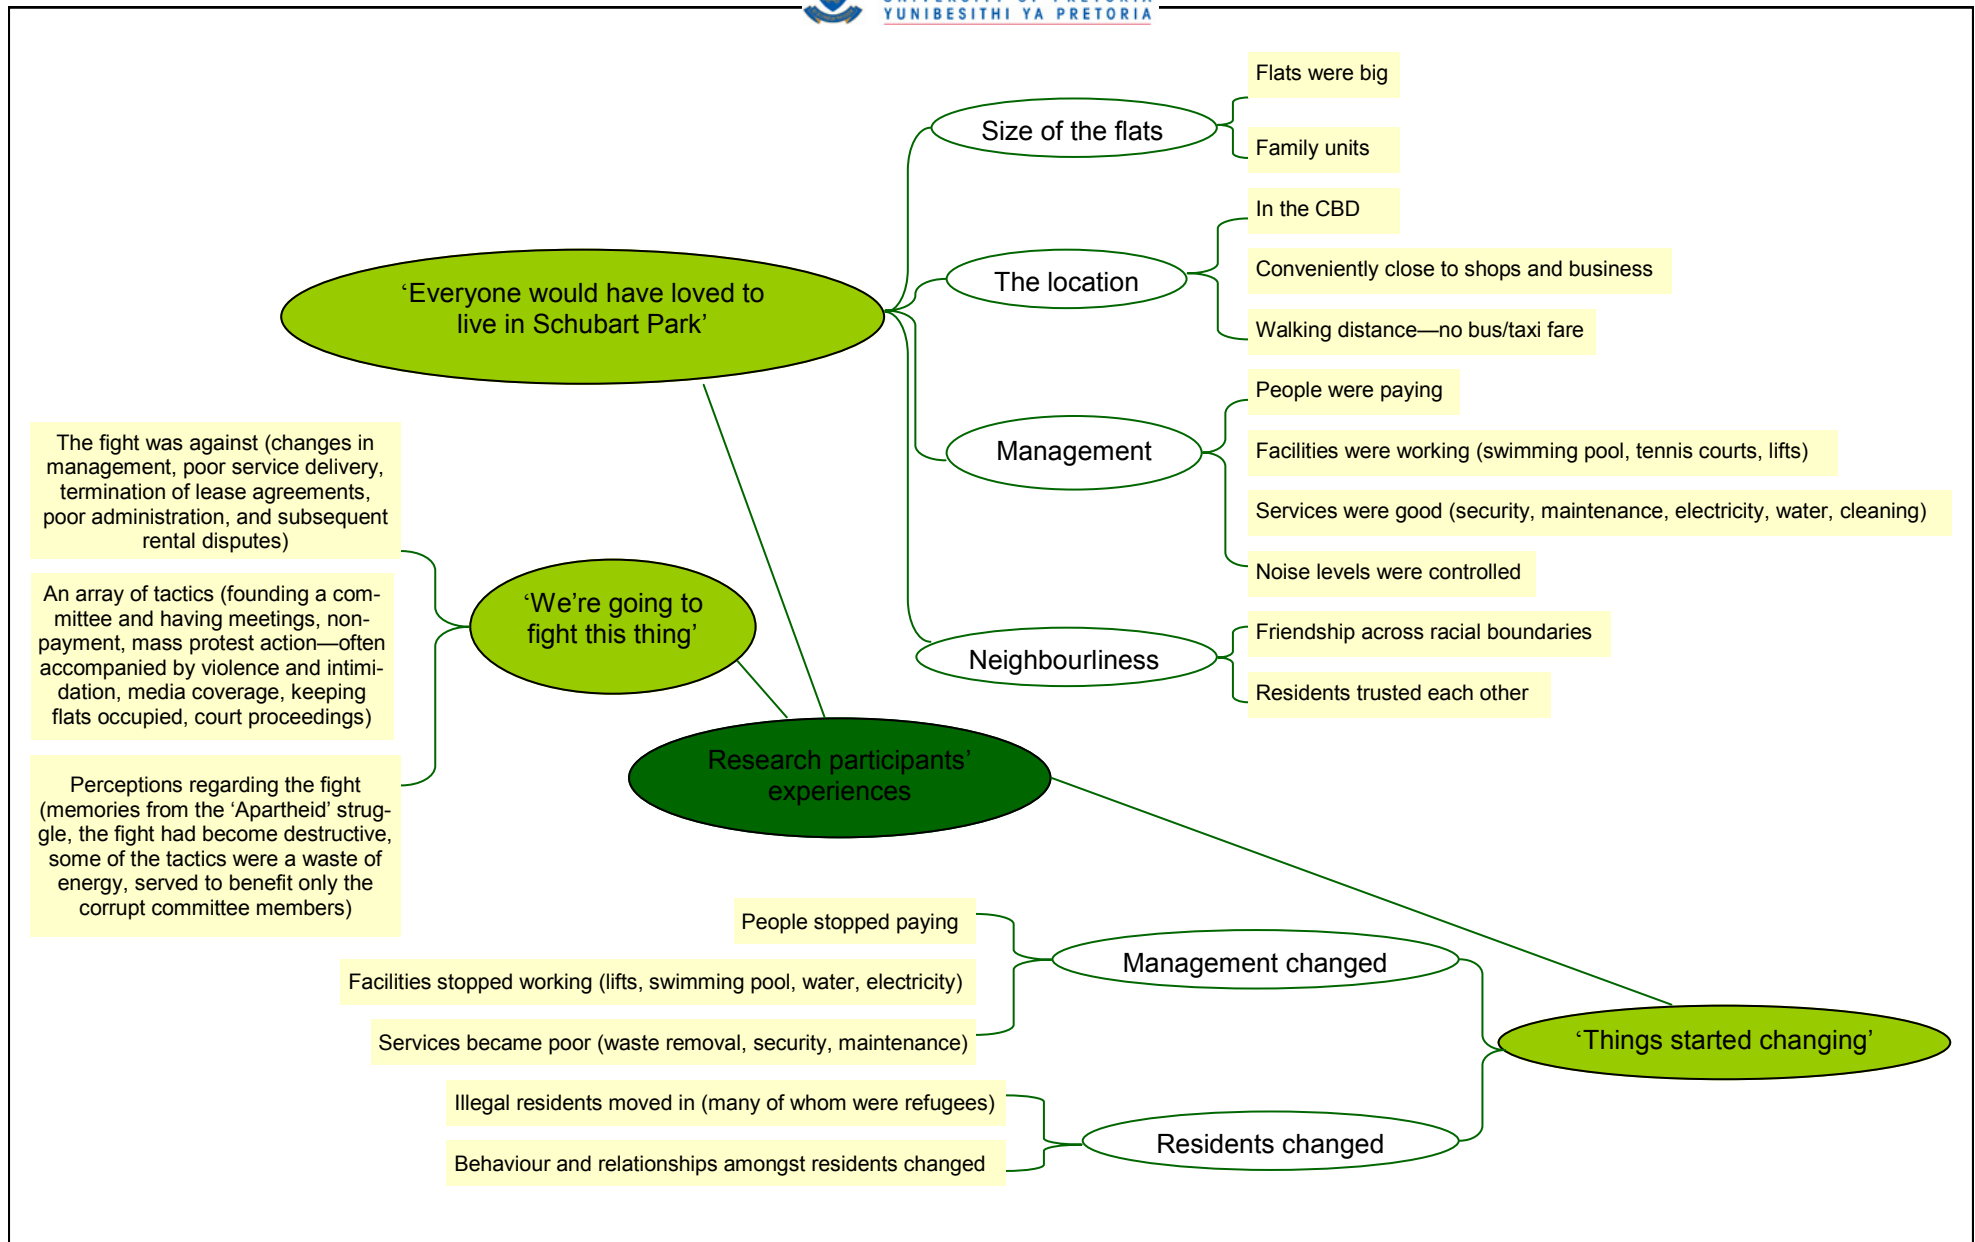 YUNIBESITHI YA PRETORIA
Flats were big
Size of the flats
Family units
In the CBD
‘Everyone would have loved to
live in Schubart Park’
The location
Conveniently close to shops and business
Walking distance—no bus/taxi fare
People were paying
Management
Facilities were working (swimming pool, tennis courts, lifts)
Services were good (security, maintenance, electricity, water, cleaning)
Noise levels were controlled
Friendship across racial boundaries
Neighbourliness
Residents trusted each other
The fight was against (changes in
management, poor service delivery,
termination of lease agreements,
poor administration, and subsequent
rental disputes)
An array of tactics (founding a com-
mittee and having meetings, non-
payment, mass protest action—often
accompanied by violence and intimi-
dation, media coverage, keeping
flats occupied, court proceedings)
‘We’re going to
fight this thing’
Perceptions regarding the fight
(memories from the ‘Apartheid’ strug-
gle, the fight had become destructive,
some of the tactics were a waste of
energy, served to benefit only the
corrupt committee members)
Research participants’
experiences
People stopped paying
Management changed
Facilities stopped working (lifts, swimming pool, water, electricity)
Services became poor (waste removal, security, maintenance)
‘Things started changing’
Illegal residents moved in (many of whom were refugees)
Residents changed
Behaviour and relationships amongst residents changed